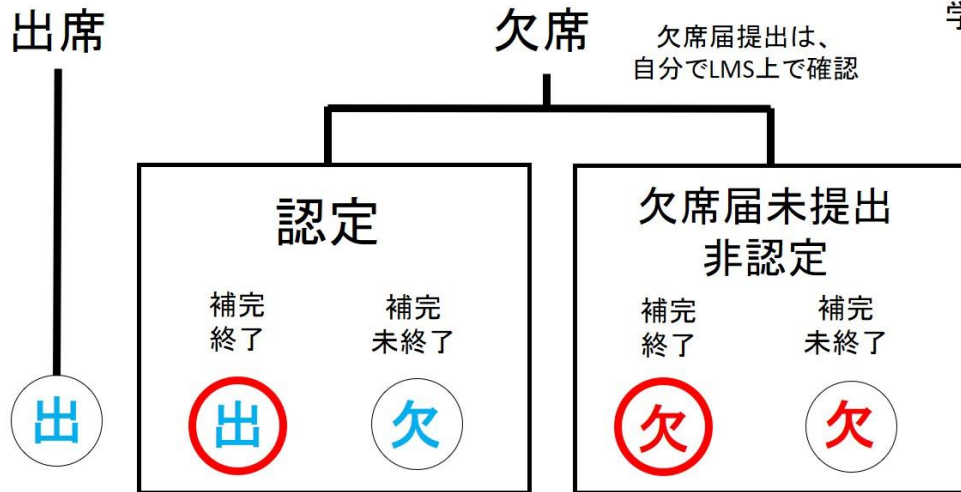 出席
欠席
欠席届提出は、
自分でLMS上で確認
学
認定
補完
終了
補完
未終了
出
出
欠
欠席届未提出
非認定
補完
終了
補完
未終了
欠
欠